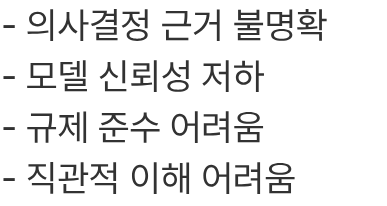 - 의사결정 근거 불명확
- 모델 신뢰성 저하
- 규제 준수 어려움
- 직관적 이해 어려움